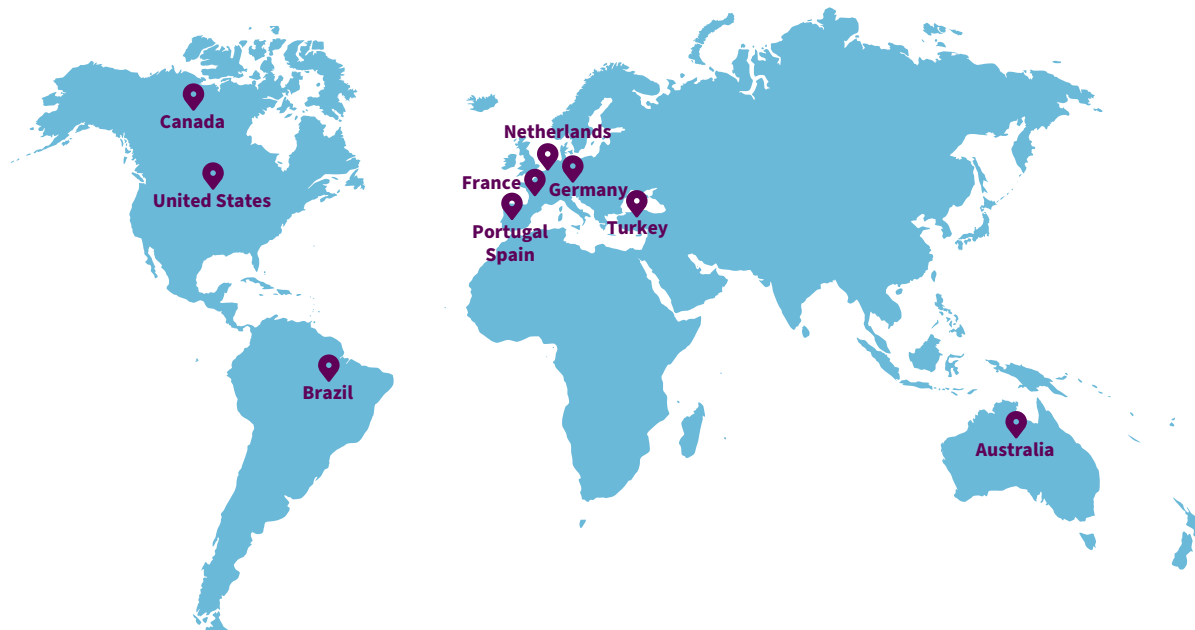 Canada
United States
Netherlands
France
Germany
Portugal
Spain
Turkey
Brazil
Australia